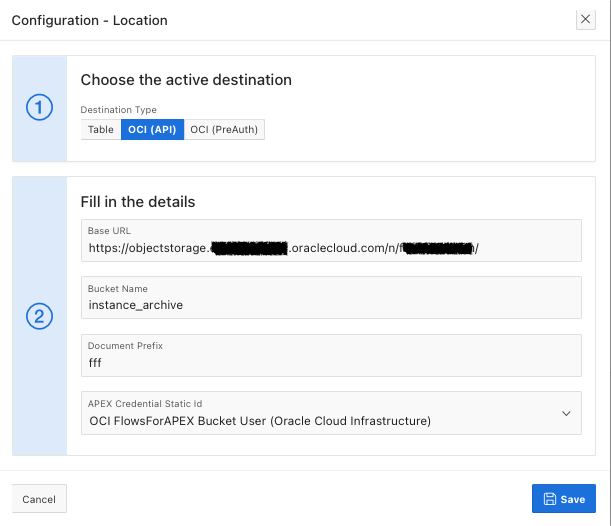 Configuration - Location
1
Choose the active destination
Destination Type
Table OCI (API) OCI (PreAuth)
2
Fill in the details
Base URL
https://objectstorage. .oraclecloud.com/n/ /
Bucket Name
instance_archive
Document Prefix
fff
APEX Credential Static Id
OCI FlowsForAPEX Bucket User (Oracle Cloud Infrastructure)
Cancel Save